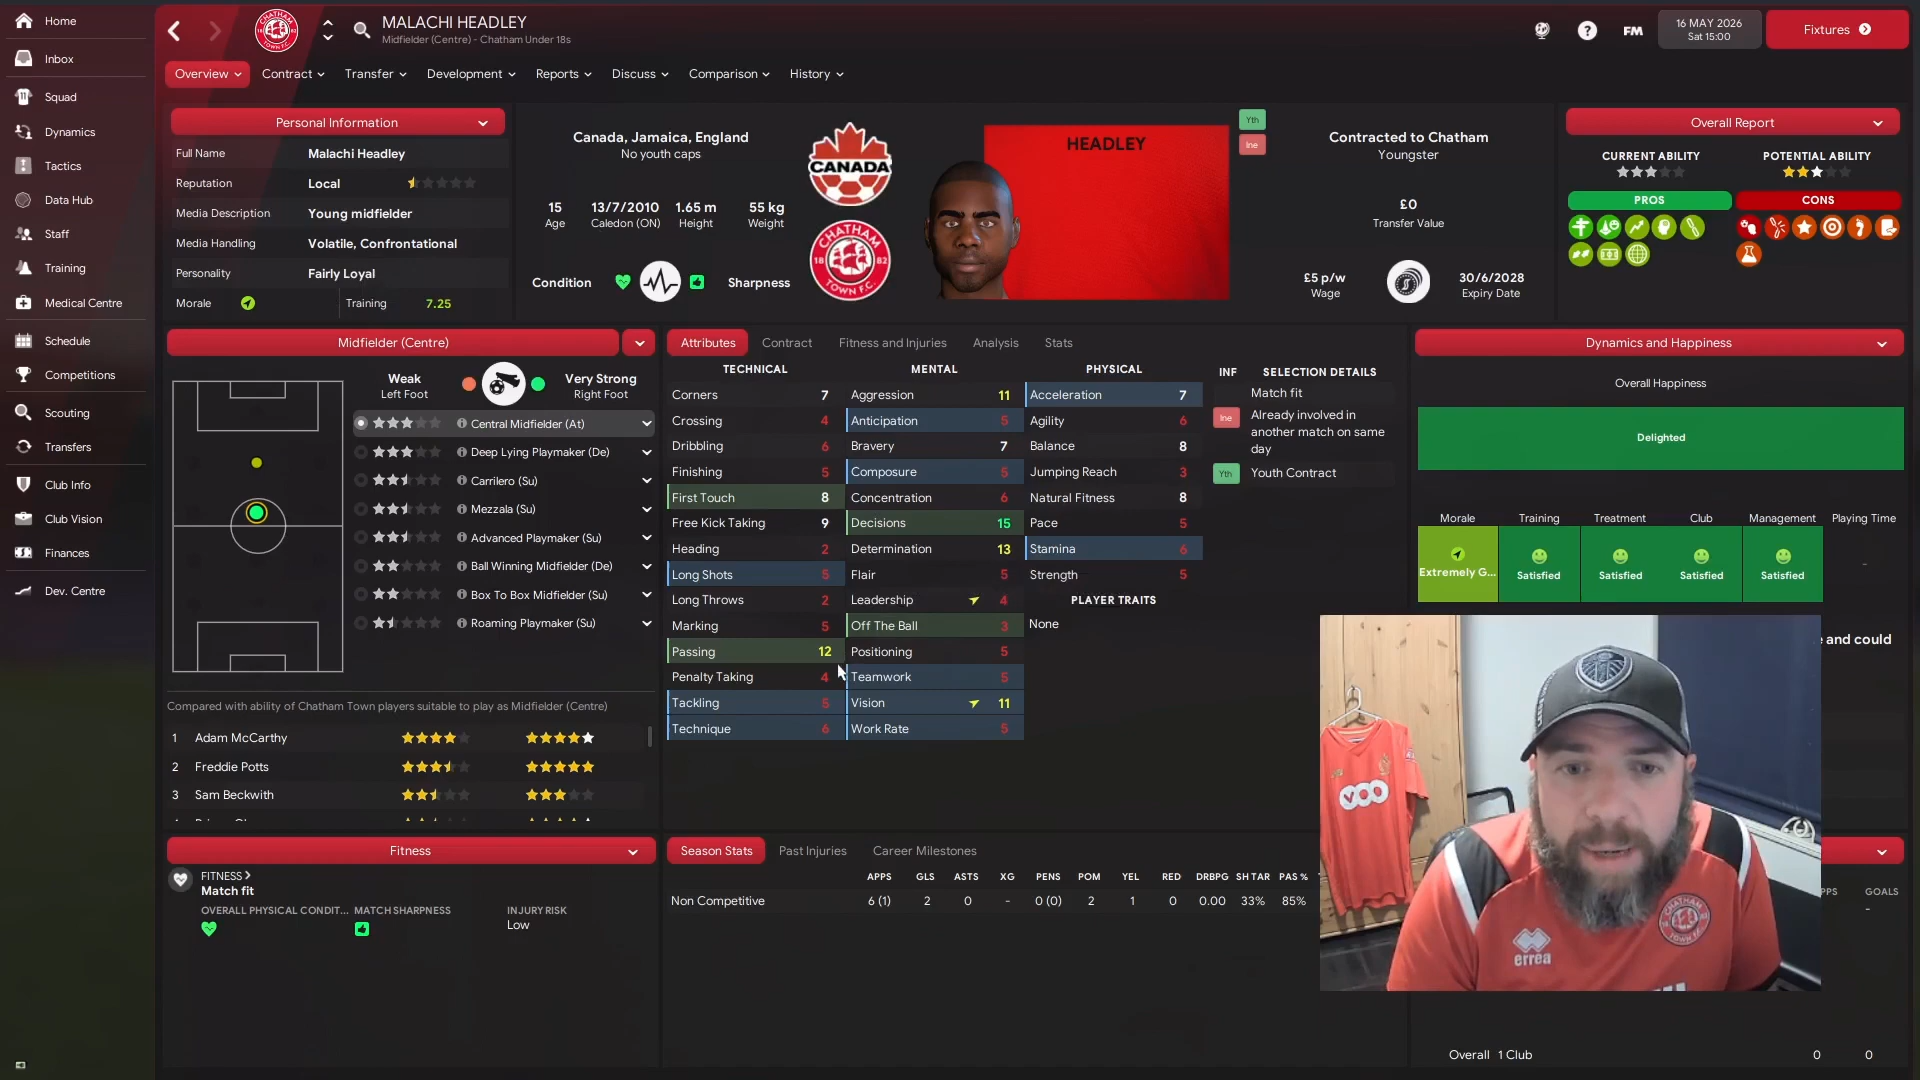 Home
Inbox
Squad
Dynamics
Tactics
Data Hub
Staff
Training
Medical Centre
Schedule
Competitions
Scouting
Transfers
Club Info
Club Vision
Finances
Dev. Centre
MALACHI HEADLEY
Midfielder (Centre) - Chatham Under 18s
FM
16 MAY 2026
Sat 15:00
Fixtures
Overview Contract Transfer Development Reports Discuss Comparison History
Personal Information
Full Name Malachi Headley
Reputation Local
Media Description Young midfielder
Media Handling Volatile, Confrontational
Personality Fairly Loyal
Morale Training 7.25
Canada, Jamaica, England
No youth caps
15 13/7/2010 1.65 m 55 kg
Age Caledon (ON) Height Weight
Condition Sharpness
CANADA
CHATHAM
18 82
TOWN F.C.
HEADLEY
Yth
Ine
Contracted to Chatham
Youngster
£0
Transfer Value
£5 p/w 30/6/2028
Wage Expiry Date
Overall Report
CURRENT ABILITY POTENTIAL ABILITY
PROS CONS
Midfielder (Centre)
Weak Very Strong
Left Foot Right Foot
Central Midfielder (At)
Deep Lying Playmaker (De)
Carrilero (Su)
Mezzala (Su)
Advanced Playmaker (Su)
Ball Winning Midfielder (De)
Box To Box Midfielder (Su)
Roaming Playmaker (Su)
Compared with ability of Chatham Town players suitable to play as Midfielder (Centre)
1 Adam McCarthy
2 Freddie Potts
3 Sam Beckwith
Attributes Contract Fitness and Injuries Analysis Stats
TECHNICAL MENTAL PHYSICAL
Corners 7 Aggression 11 Acceleration 7
Crossing 4 Anticipation 5 Agility 6
Dribbling 6 Bravery 7 Balance 8
Finishing 5 Composure 5 Jumping Reach 3
First Touch 8 Concentration 6 Natural Fitness 8
Free Kick Taking 9 Decisions 15 Pace 5
Heading 2 Determination 13 Stamina 6
Long Shots 5 Flair 5 Strength 5
Long Throws 2 Leadership 4 PLAYER TRAITS
Marking 5 Off The Ball 3 None
Passing 12 Positioning 5
Penalty Taking 4 Teamwork 5
Tackling 5 Vision 11
Technique 6 Work Rate 5
INF SELECTION DETAILS
Match fit
Ine Already involved in
another match on same
day
Yth Youth Contract
Dynamics and Happiness
Overall Happiness
Delighted
Morale Training Treatment Club Management Playing Time
Extremely G... Satisfied Satisfied Satisfied Satisfied -
and could
VOO
errea
CHATHAM
TOWN F.C.
Fitness
FITNESS
Match fit
OVERALL PHYSICAL CONDIT... MATCH SHARPNESS INJURY RISK
Low
Season Stats Past Injuries Career Milestones
APPS GLS ASTS XG PENS POM YEL RED DRBPG SH TAR PAS %
Non Competitive 6 (1) 2 0 - 0 (0) 2 1 0 0.00 33% 85%
GOALS
-
Overall 1 Club 0 0